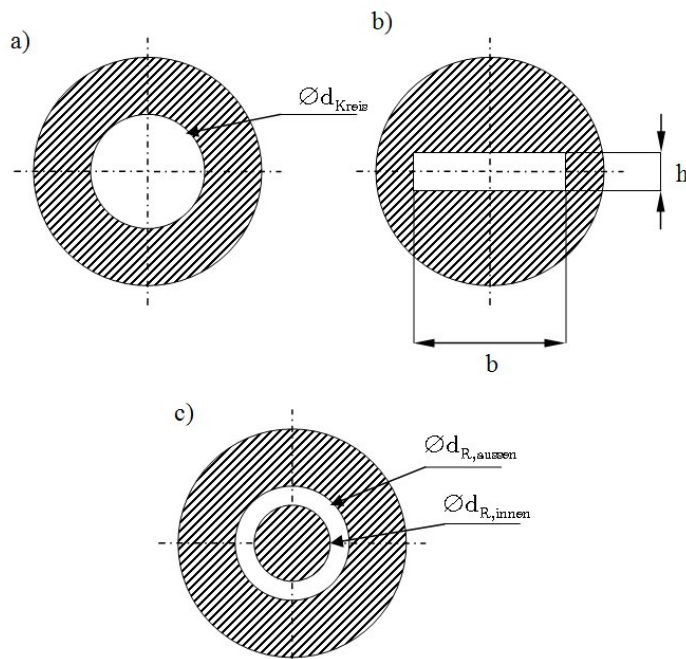 a)
b)
∅d_Kreis
h
b
c)
∅d_R,aussen
∅d_R,innen